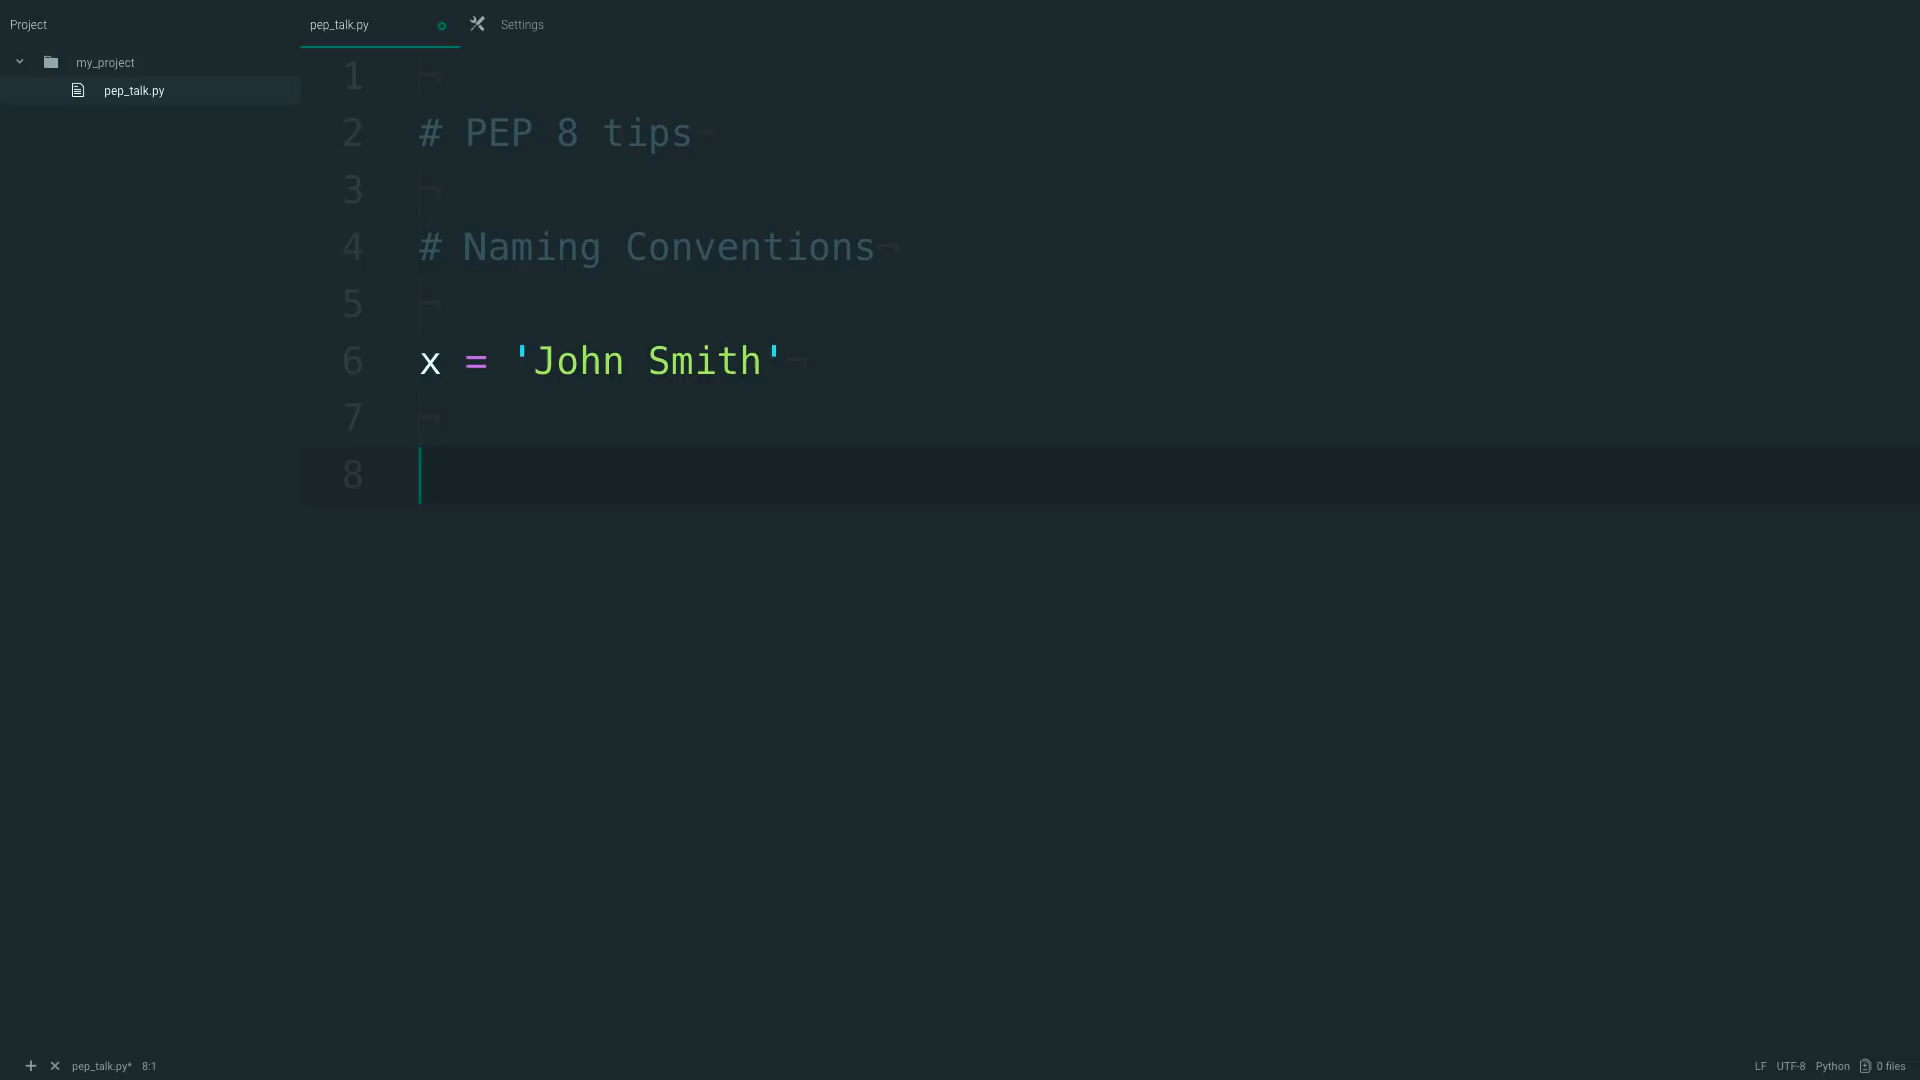 Project
pep_talk.py
Settings
my_project
pep_talk.py
1
2 # PEP 8 tips
3
4 # Naming Conventions
5
6 x = 'John Smith'
7
8
pep_talk.py* 8:1
LF UTF-8 Python 0 files